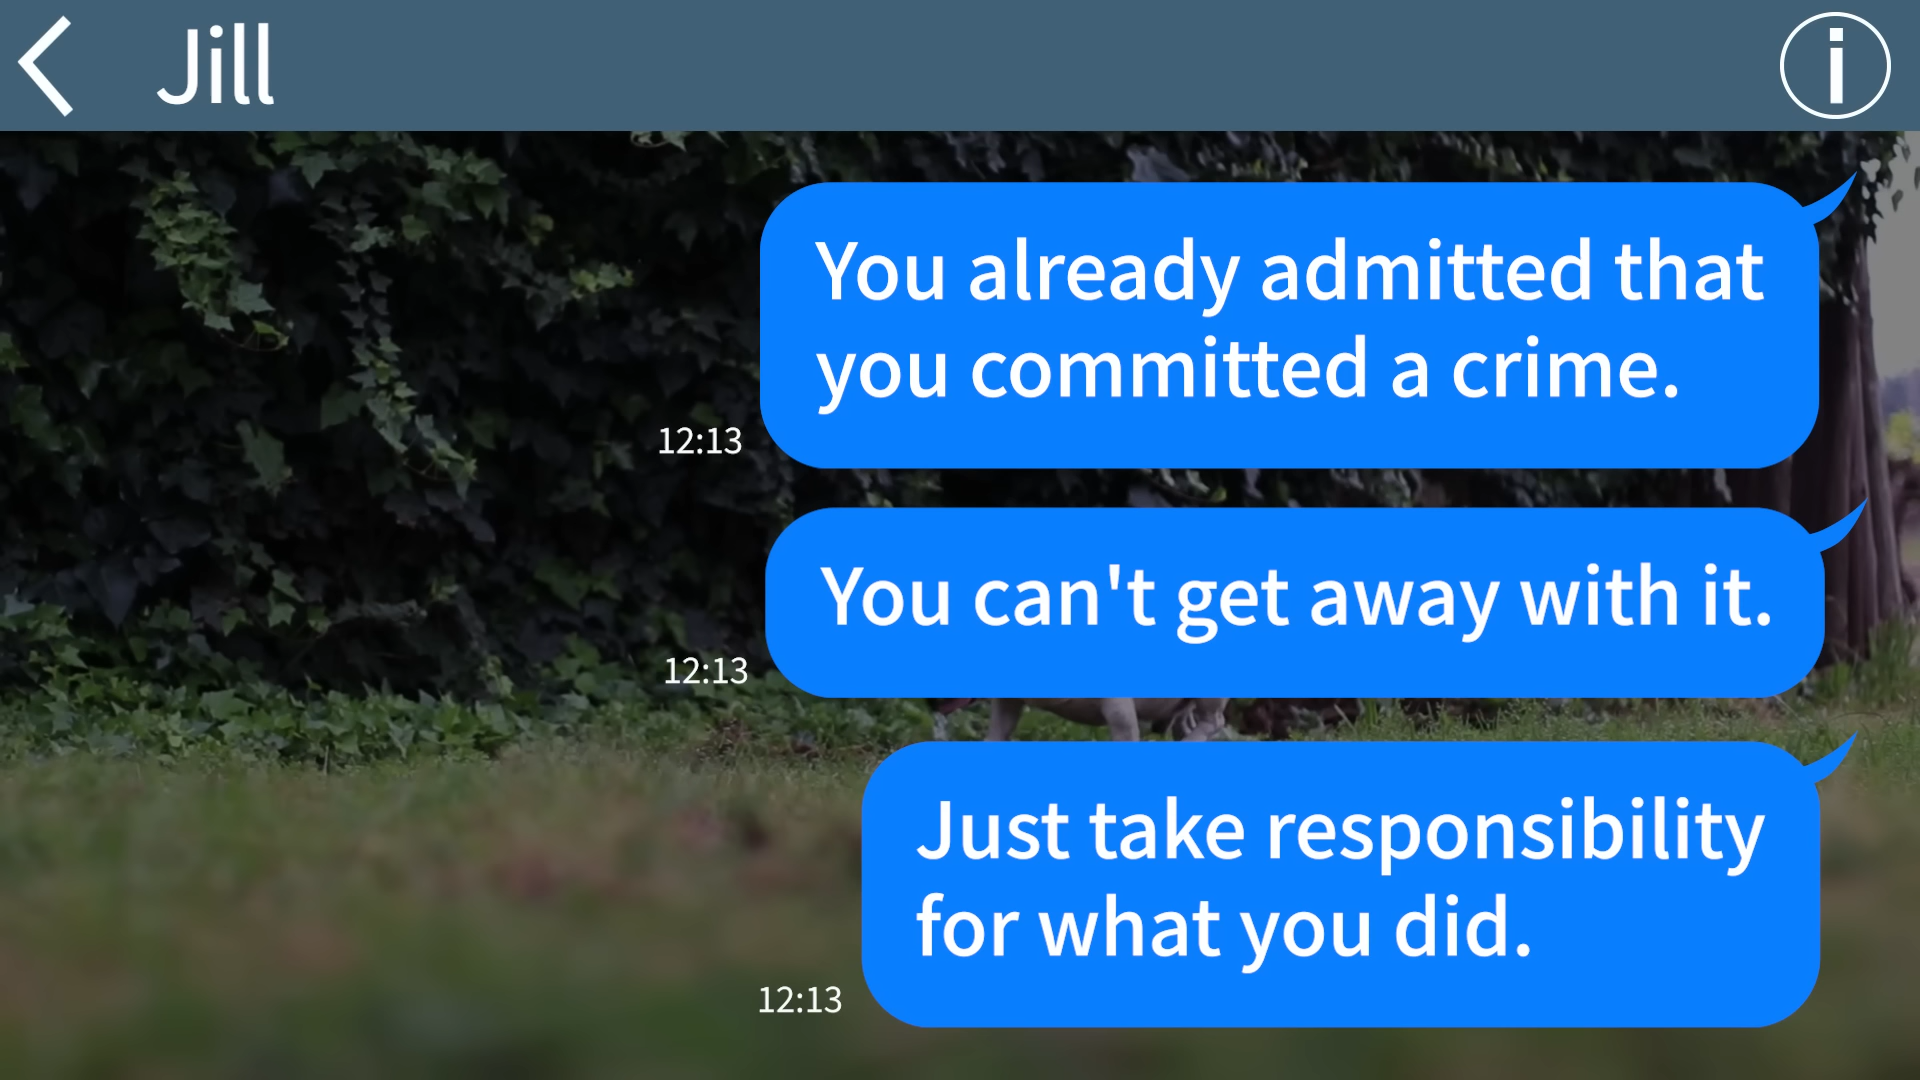 Jill
i
You already admitted that
you committed a crime.
12:13
You can't get away with it.
12:13
Just take responsibility
for what you did.
12:13